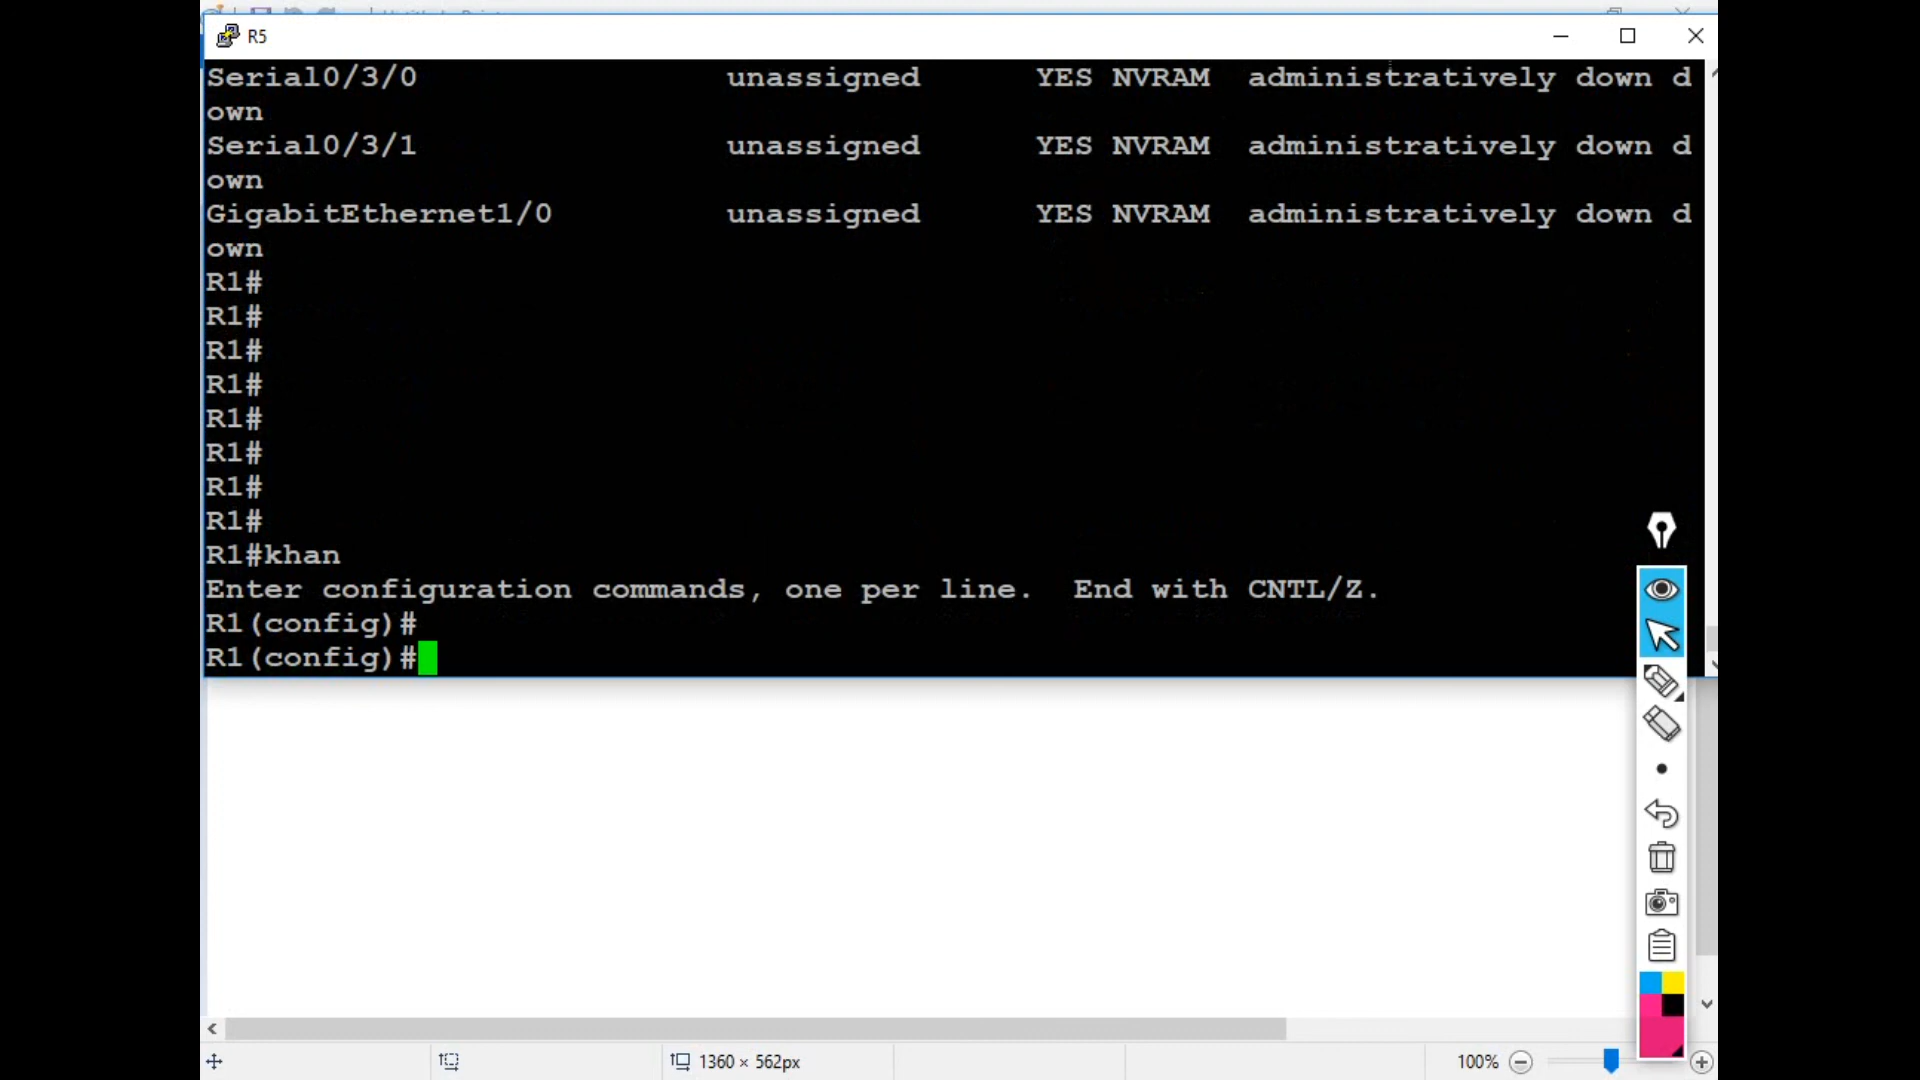 R5
Serial0/3/0 unassigned YES NVRAM administratively down d
own
Serial0/3/1 unassigned YES NVRAM administratively down d
own
GigabitEthernet1/0 unassigned YES NVRAM administratively down d
own
R1#
R1#
R1#
R1#
R1#
R1#
R1#
R1#
R1#khan
Enter configuration commands, one per line. End with CNTL/Z.
R1(config)#
R1(config)#
1360 × 562px
100%